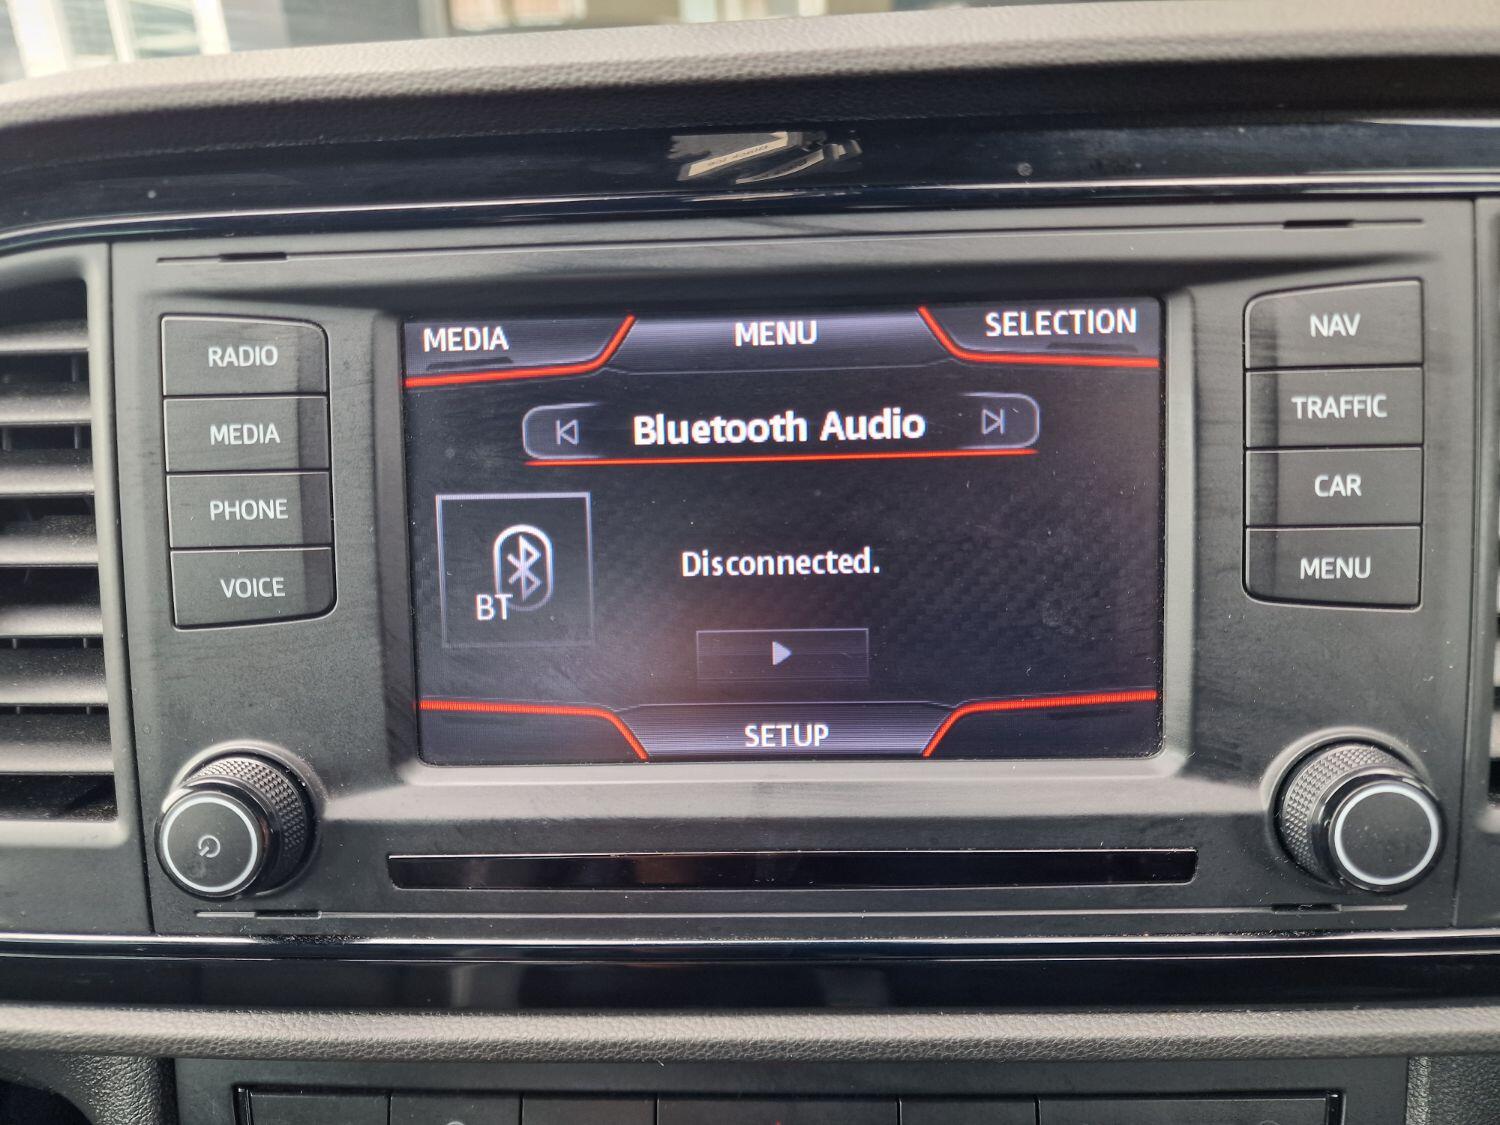 RADIO
MEDIA
PHONE
VOICE
MEDIA
MENU
SELECTION
Bluetooth Audio
BT
Disconnected.
SETUP
NAV
TRAFFIC
CAR
MENU